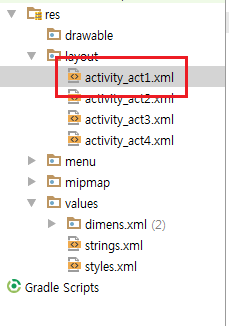 res
drawable
layout
activity_act1.xml
activity_act2.xml
activity_act3.xml
activity_act4.xml
menu
mipmap
values
dimens.xml (2)
strings.xml
styles.xml
Gradle Scripts